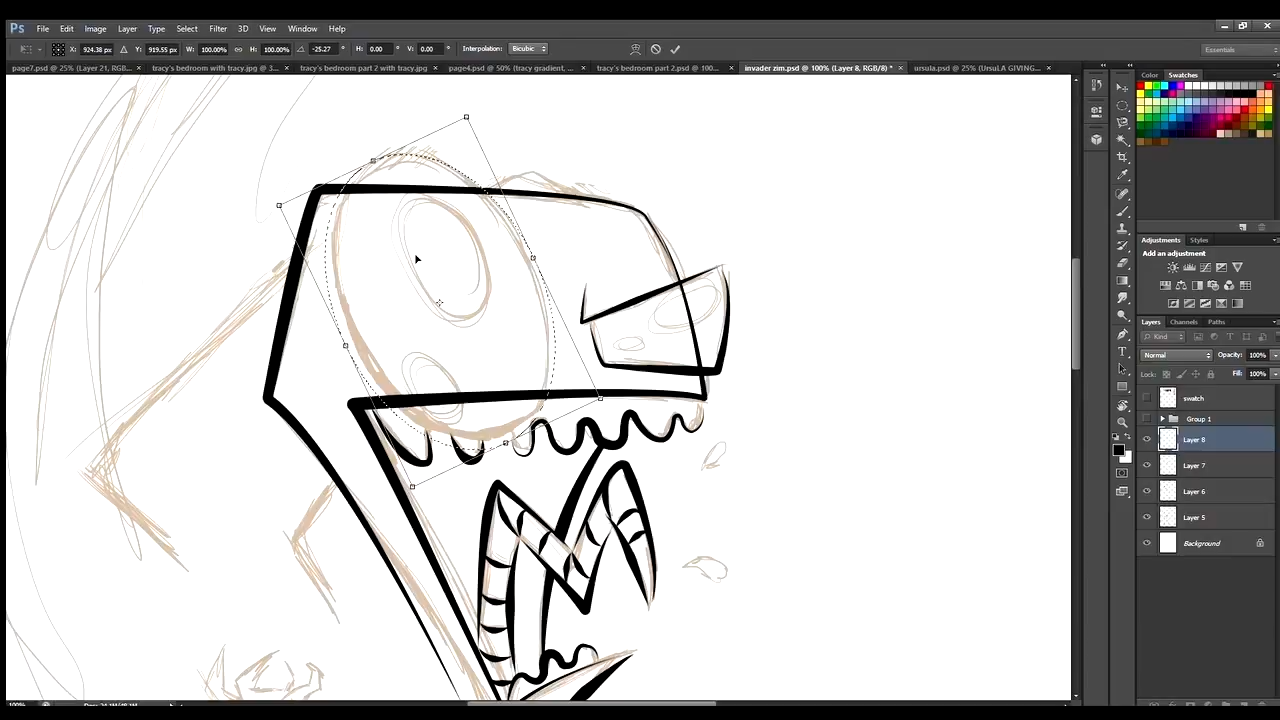 Ps File Edit Image Layer Type Select Filter 3D View Window Help
X: 924.38 px Y: 919.55 px W: 100.00% H: 100.00% -25.27 ° H: 0.00 ° V: 0.00 ° Interpolation: Bicubic Essentials
page7.psd @ 25% (Layer 21, RGB... × tracy's bedroom with tracy.jpg @ 3... × tracy's bedroom part 2 with tracy.jpg × page4.psd @ 50% (tracy gradient, ... × tracy's bedroom part 2.psd @ 100... × invader zim.psd @ 100% (Layer 8, RGB/8) * × ursula.psd @ 25% (UrsulA GIVING... ×
Color Swatches
Adjustments Styles
Add an adjustment
Layers Channels Paths
Kind
Normal Opacity: 100%
Lock: Fill: 100%
swatch
Group 1
Layer 8
Layer 7
Layer 6
Layer 5
Background
100%